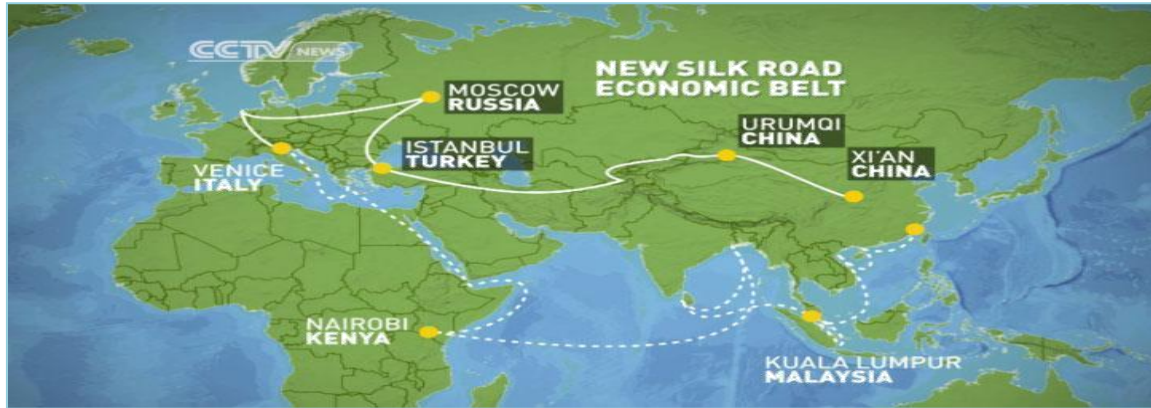 CCTV NEWS
NEW SILK ROAD
ECONOMIC BELT
MOSCOW
RUSSIA
URUMQI
CHINA
ISTANBUL
TURKEY
XI'AN
CHINA
VENICE
ITALY
NAIROBI
KENYA
KUALA LUMPUR
MALAYSIA